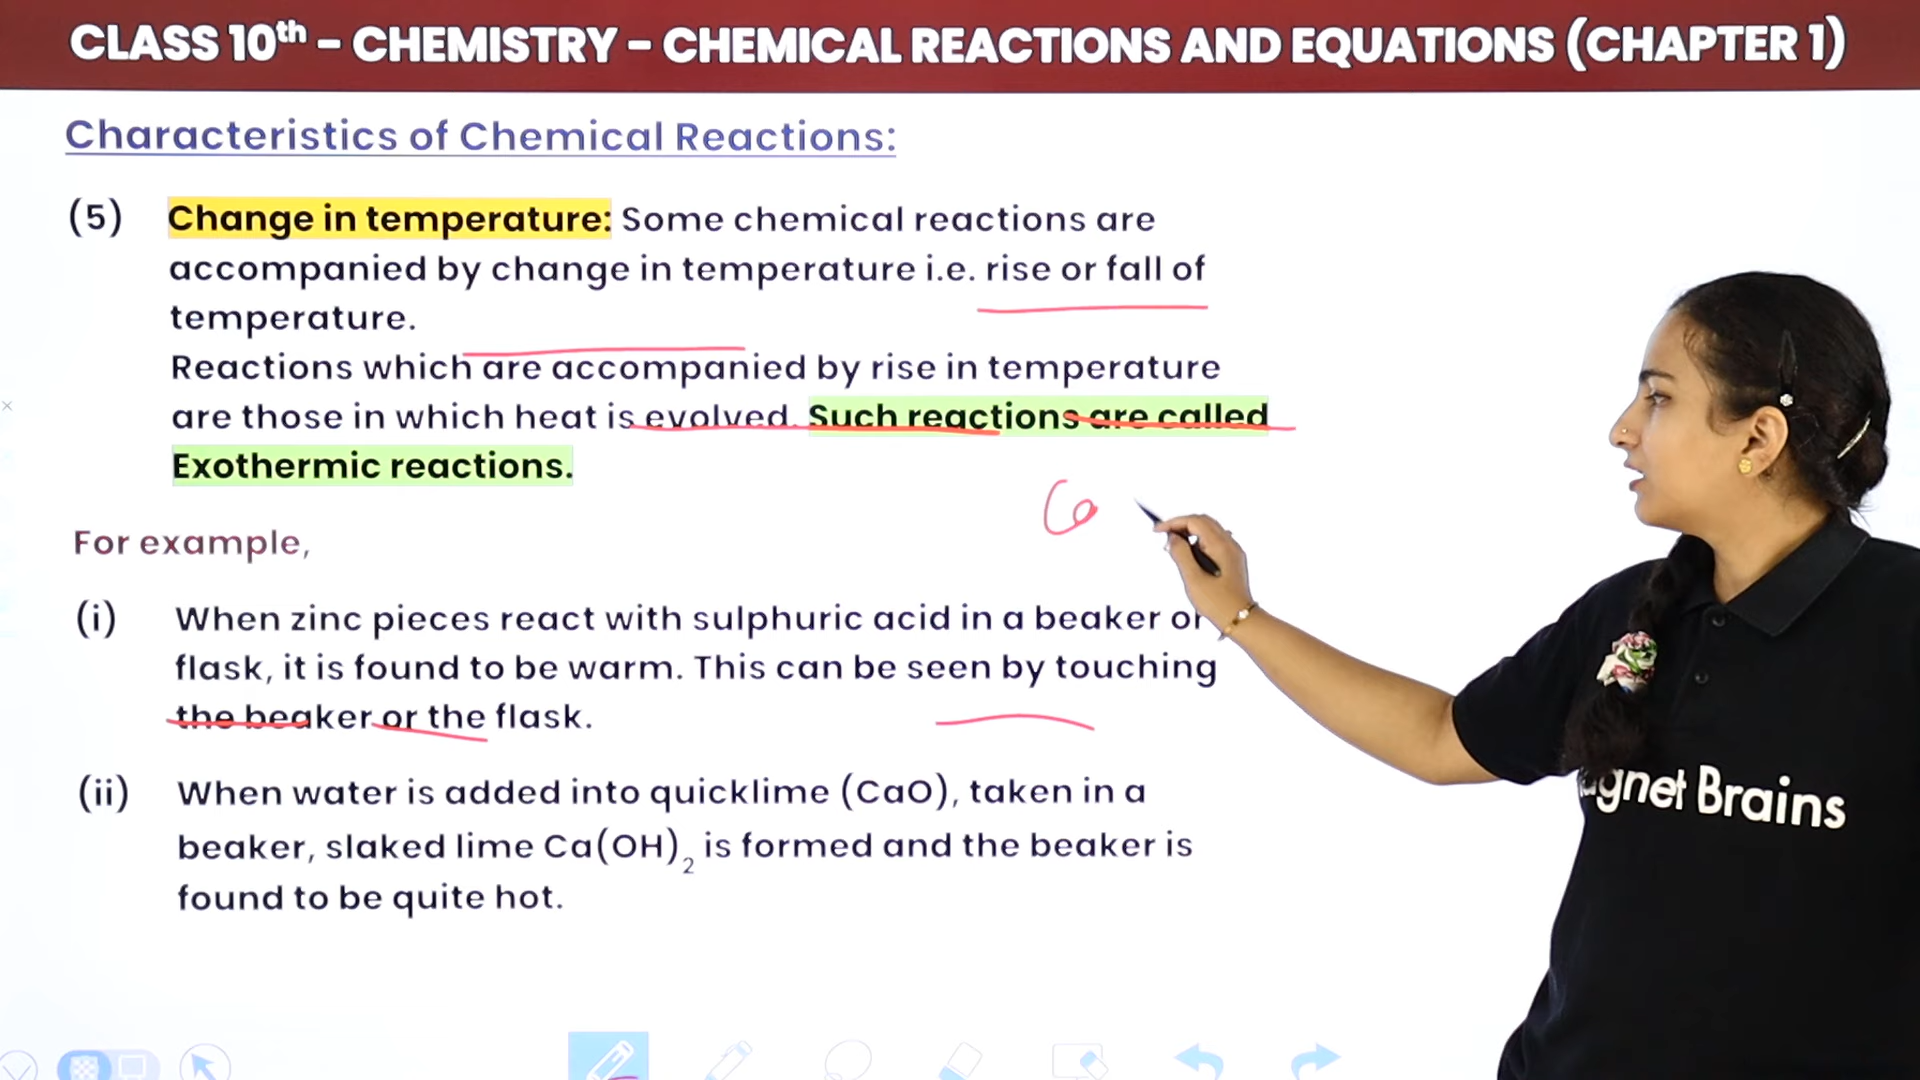 CLASS 10th - CHEMISTRY - CHEMICAL REACTIONS AND EQUATIONS (CHAPTER 1)
Characteristics of Chemical Reactions:
(5) Change in temperature: Some chemical reactions are
accompanied by change in temperature i.e. rise or fall of
temperature.
Reactions which are accompanied by rise in temperature
are those in which heat is evolved. Such reactions are called
Exothermic reactions.
For example,
(i) When zinc pieces react with sulphuric acid in a beaker or
flask, it is found to be warm. This can be seen by touching
the beaker or the flask.
(ii) When water is added into quicklime (CaO), taken in a
beaker, slaked lime Ca(OH)₂ is formed and the beaker is
found to be quite hot.
Brains